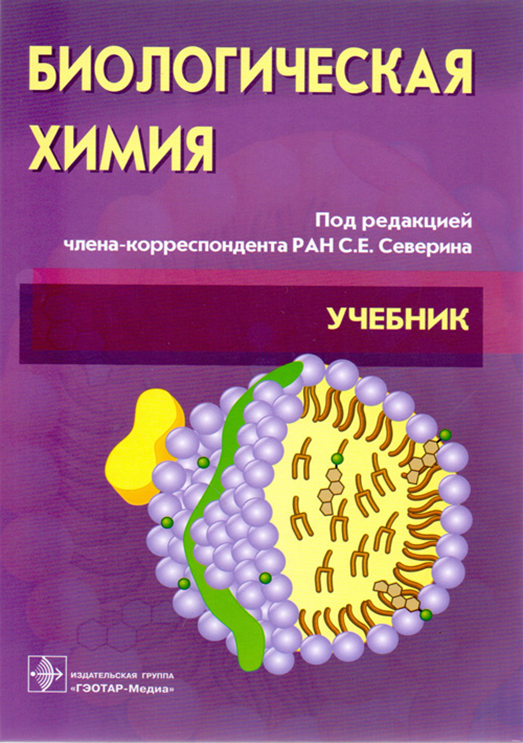 БИОЛОГИЧЕСКАЯ
ХИМИЯ
Под редакцией
члена-корреспондента РАН С.Е. Северина
УЧЕБНИК
ИЗДАТЕЛЬСКАЯ ГРУППА
«ГЭОТАР-Медиа»